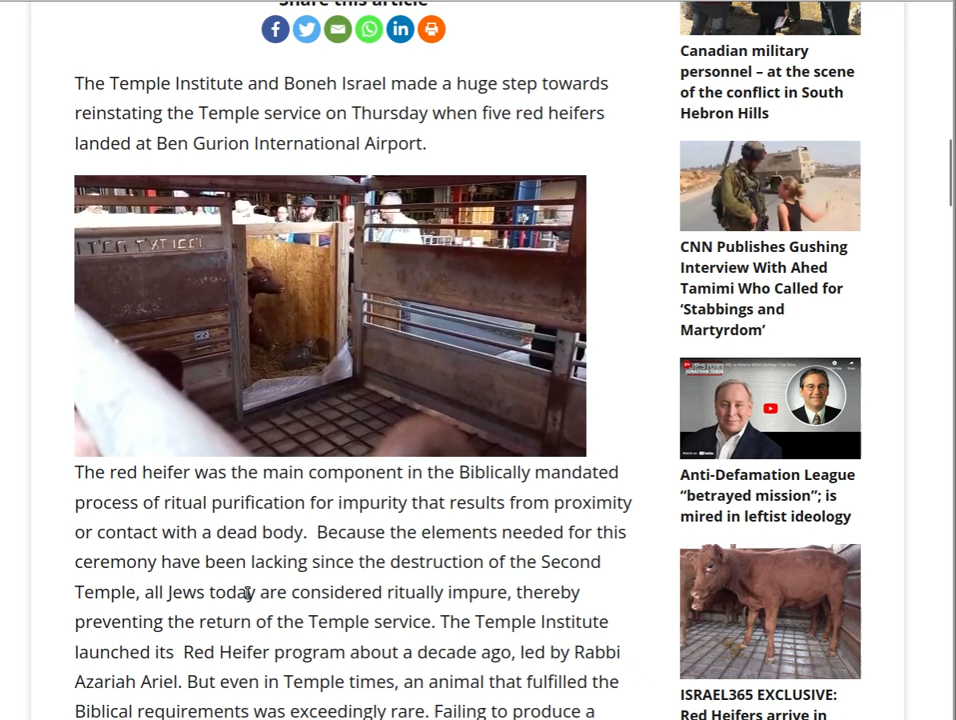 Share this article
The Temple Institute and Boneh Israel made a huge step towards
reinstating the Temple service on Thursday when five red heifers
landed at Ben Gurion International Airport.
The red heifer was the main component in the Biblically mandated
process of ritual purification for impurity that results from proximity
or contact with a dead body.  Because the elements needed for this
ceremony have been lacking since the destruction of the Second
Temple, all Jews today are considered ritually impure, thereby
preventing the return of the Temple service. The Temple Institute
launched its  Red Heifer program about a decade ago, led by Rabbi
Azariah Ariel. But even in Temple times, an animal that fulfilled the
Biblical requirements was exceedingly rare. Failing to produce a
Canadian military
personnel – at the scene
of the conflict in South
Hebron Hills
CNN Publishes Gushing
Interview With Ahed
Tamimi Who Called for
‘Stabbings and
Martyrdom’
Anti-Defamation League
“betrayed mission”; is
mired in leftist ideology
ISRAEL365 EXCLUSIVE:
Red Heifers arrive in